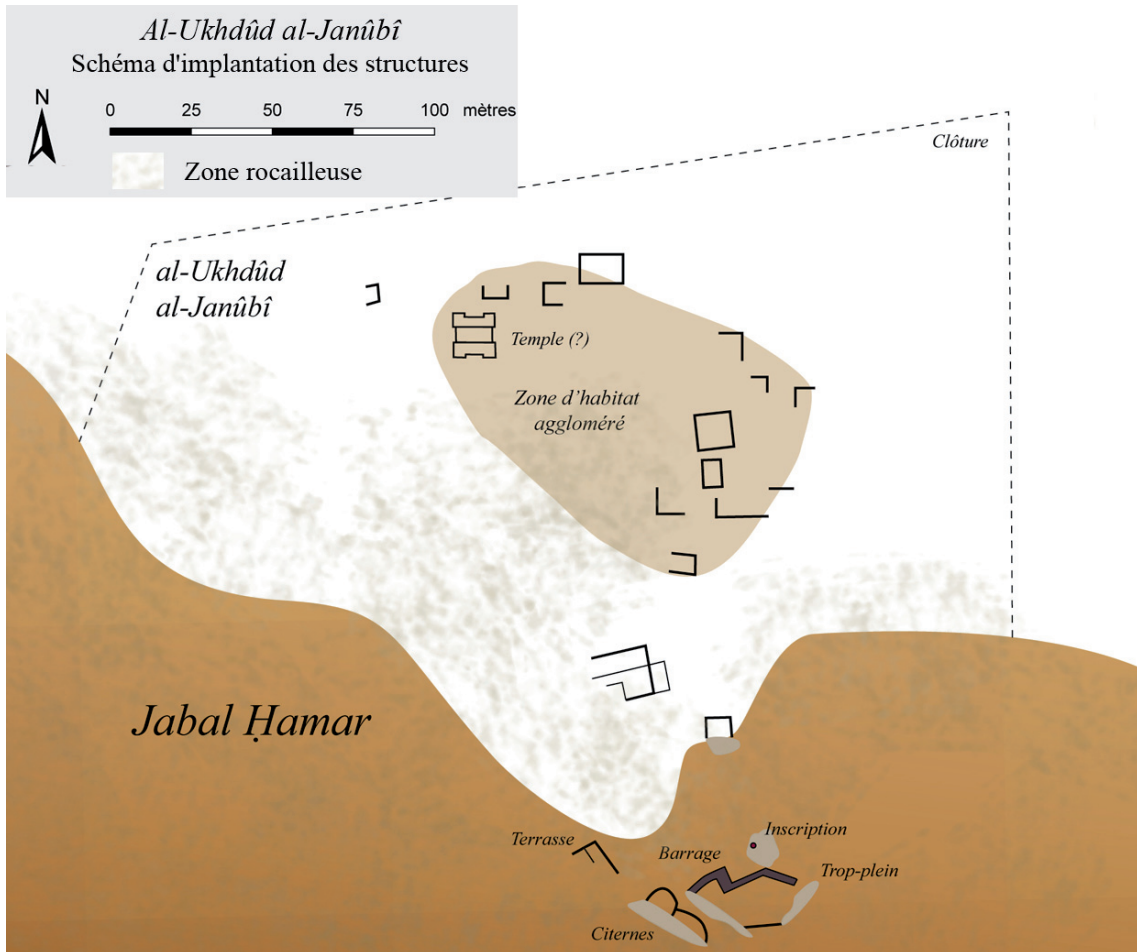 Al-Ukhdûd al-Janûbî
Schéma d'implantation des structures
N
0 25 50 75 100 mètres
Zone rocailleuse
Clôture
al-Ukhdûd
al-Janûbî
Temple (?)
Zone d'habitat
aggloméré
Jabal Ḥamar
Terrasse
Inscription
Barrage
Trop-plein
Citernes